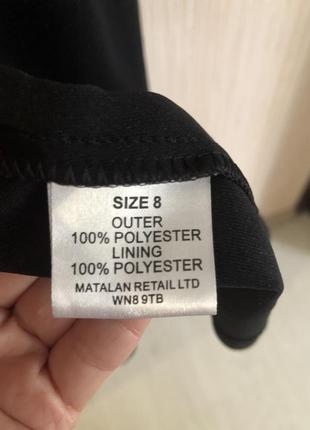 SIZE 8
OUTER
100% POLYESTER
LINING
100% POLYESTER
MATALAN RETAIL LTD
WN8 9TB